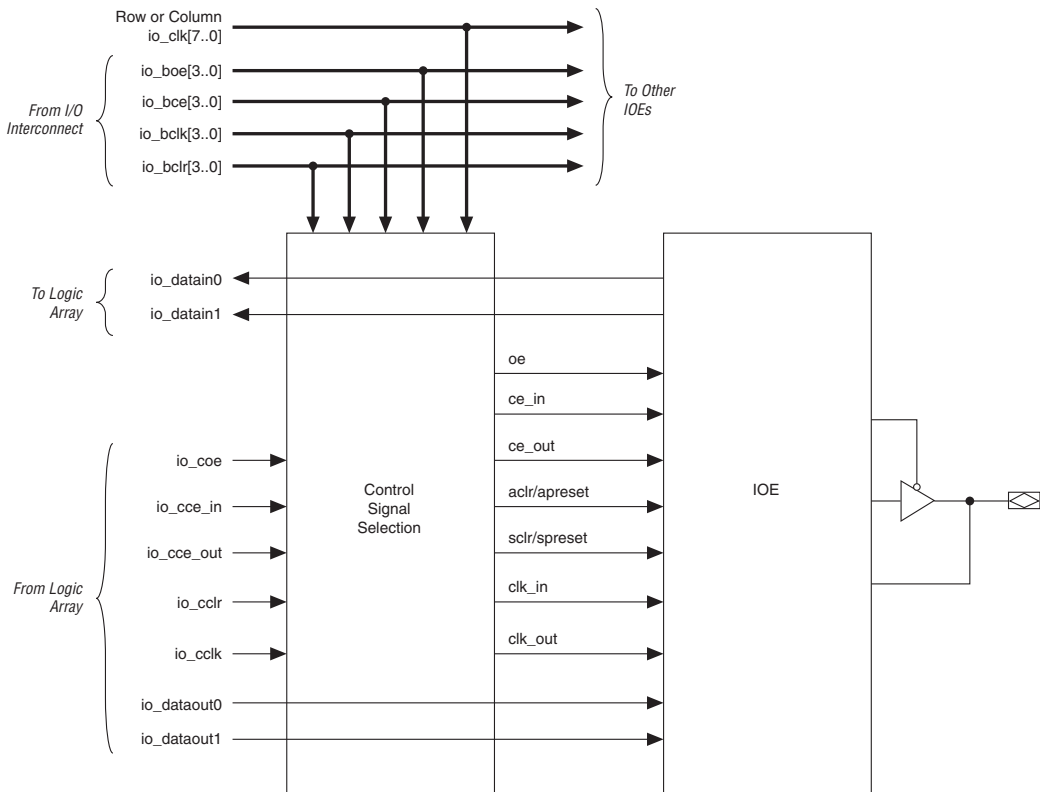 Row or Column
io_clk[7..0]
io_boe[3..0]
io_bce[3..0]
io_bclk[3..0]
io_bclr[3..0]
From I/O
Interconnect
To Other
IOEs
io_datain0
io_datain1
To Logic
Array
oe
ce_in
ce_out
aclr/apreset
sclr/spreset
clk_in
clk_out
io_coe
io_cce_in
io_cce_out
io_cclr
io_cclk
io_dataout0
io_dataout1
From Logic
Array
Control
Signal
Selection
IOE